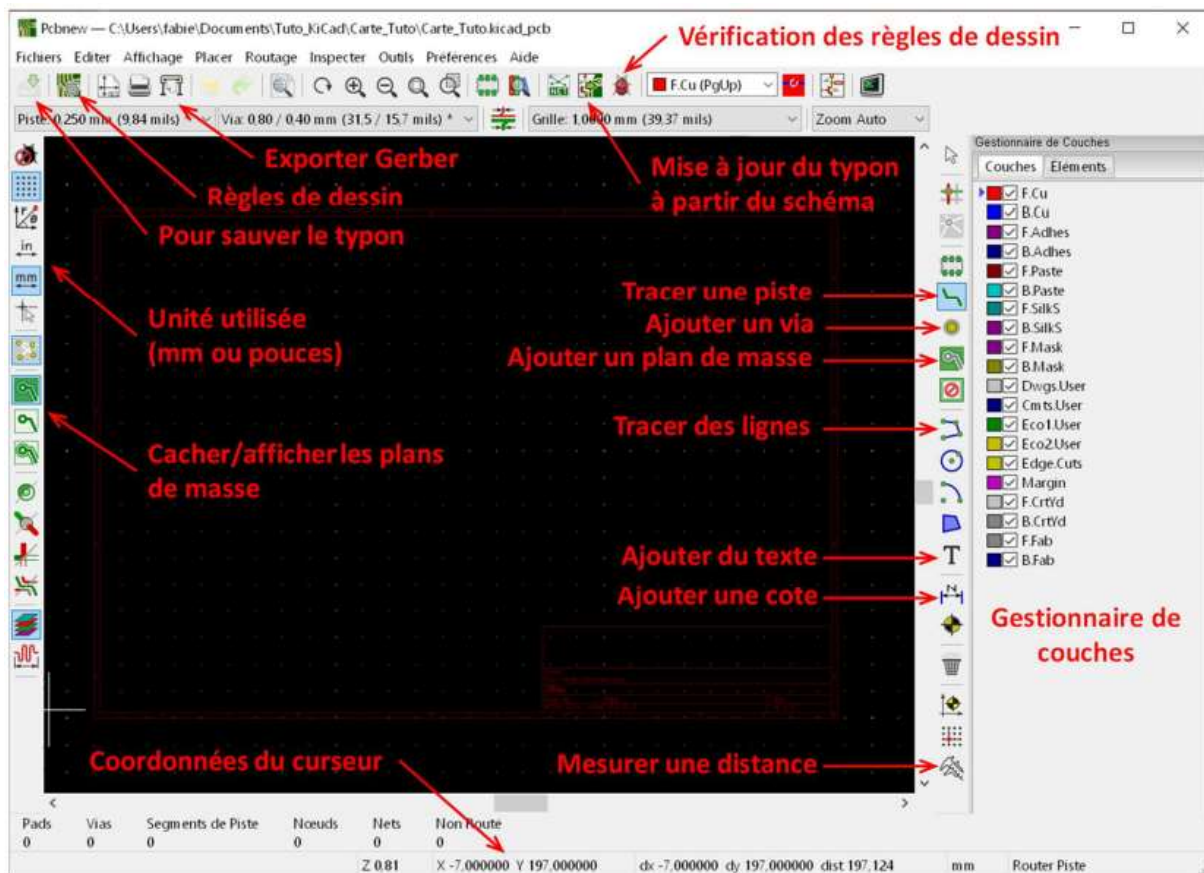 Pcbnew — C:\Users\fabie\Documents\Tuto_KiCad\Carte_Tuto\Carte_Tuto.kicad_pcb
Vérification des règles de dessin
Fichiers Editer Affichage Placer Routage Inspecter Outils Préférences Aide
F.Cu (PgUp)
Piste: 0,250 mm (9,84 mils)
Via: 0,80 / 0,40 mm (31,5 / 15,7 mils) *
Grille: 1,0000 mm (39,37 mils)
Zoom Auto
Exporter Gerber
Règles de dessin
Pour sauver le typon
Mise à jour du typon
à partir du schéma
in
mm
Unité utilisée
(mm ou pouces)
Cacher/afficher les plans
de masse
Tracer une piste
Ajouter un via
Ajouter un plan de masse
Tracer des lignes
Ajouter du texte
T
Ajouter une cote
N
Mesurer une distance
Coordonnées du curseur
Gestionnaire de Couches
Couches Eléments
F.Cu
B.Cu
F.Adhes
B.Adhes
F.Paste
B.Paste
F.SilkS
B.SilkS
F.Mask
B.Mask
Dwgs.User
Cmts.User
Eco1.User
Eco2.User
Edge.Cuts
Margin
F.CrtYd
B.CrtYd
F.Fab
B.Fab
Gestionnaire de
couches
Pads Vias Segments de Piste Nœuds Nets Non Routé
0 0 0 0 0 0
Z 0.81 X -7,000000 Y 197,000000 dx -7,000000 dy 197,000000 dist 197,124 mm Router Piste